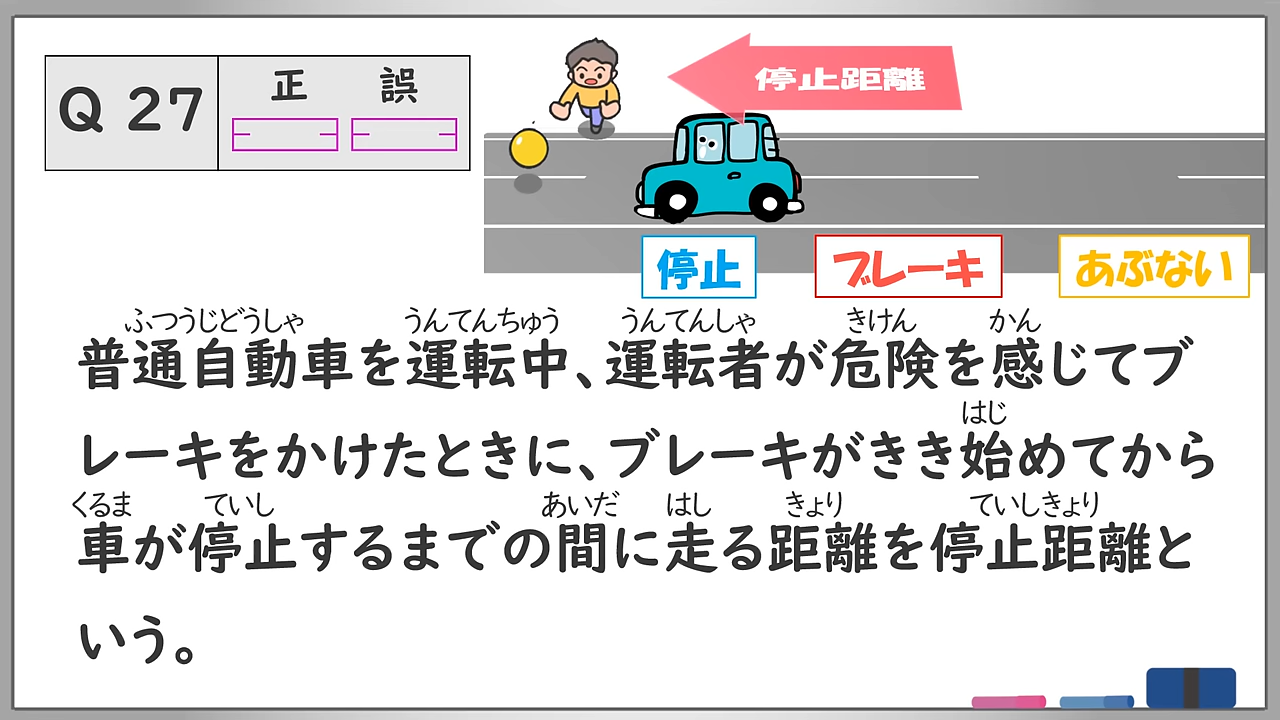 Q 27
正 誤
停止距離
停止 ブレーキ あぶない
ふつうじどうしゃ うんてんちゅう うんてんしゃ きけん かん
普通自動車を運転中、運転者が危険を感じてブ
はじ
レーキをかけたときに、ブレーキがきき始めてから
くるま ていし あいだ はし きょり ていしきょり
車が停止するまでの間に走る距離を停止距離と
いう。